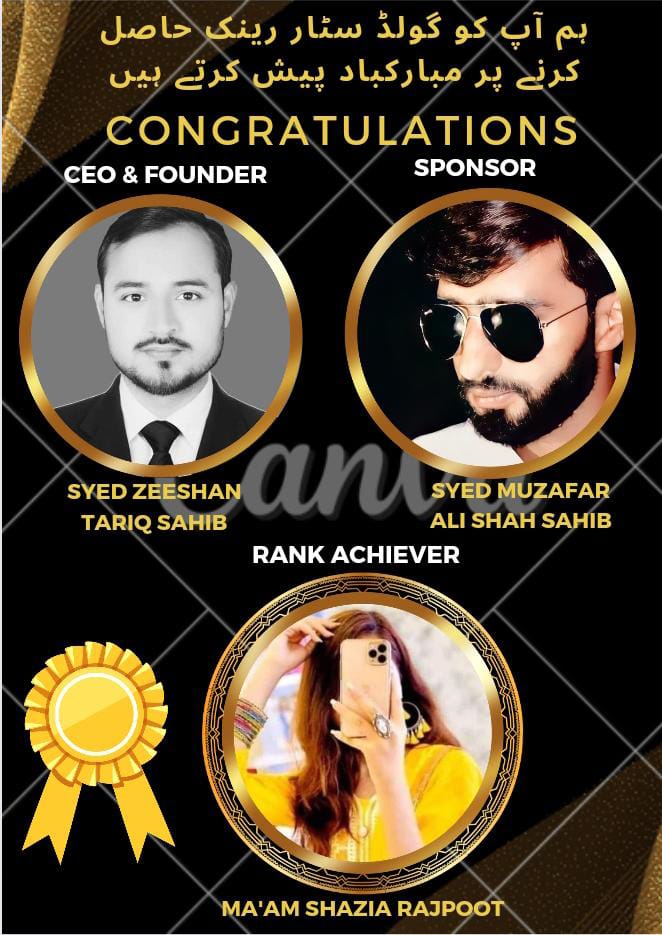 ہم آپ کو گولڈ سٹار رینک حاصل
کرنے پر مبارکباد پیش کرتے ہیں
CONGRATULATIONS
CEO & FOUNDER
SPONSOR
SYED ZEESHAN
TARIQ SAHIB
SYED MUZAFAR
ALI SHAH SAHIB
Canva
RANK ACHIEVER
MA'AM SHAZIA RAJPOOT